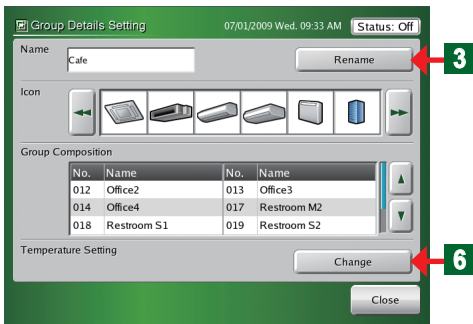 Group Details Setting 07/01/2009 Wed. 09:33 AM Status: Off
Name
Cafe
Rename
3
Icon
Group Composition
No. Name No. Name
012 Office2 013 Office3
014 Office4 017 Restroom M2
018 Restroom S1 019 Restroom S2
Temperature Setting
Change
6
Close